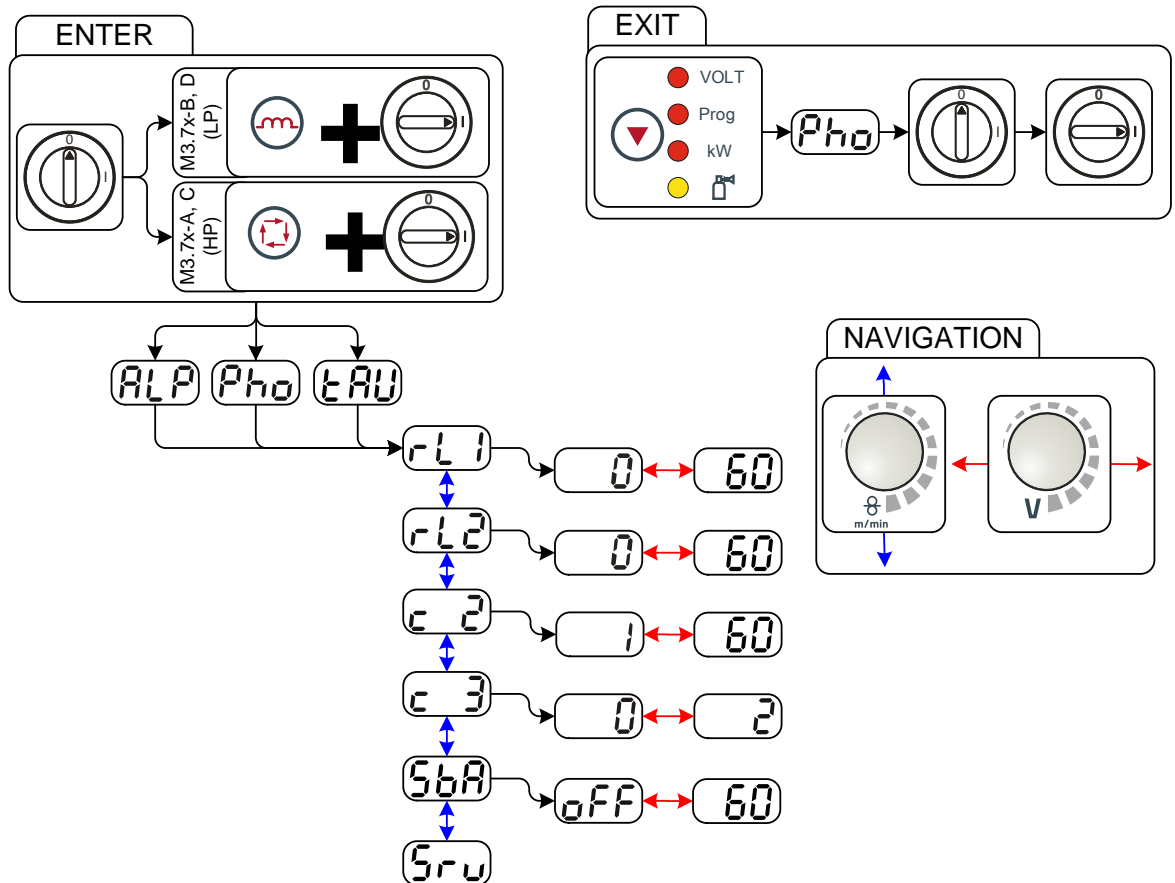 ENTER
M3.7x-B, D
(LP)
0
I
0
I
M3.7x-A, C
(HP)
0
I
EXIT
VOLT
Prog
kW
Pho
0
I
0
I
ALP Pho tAU
NAVIGATION
m/min
V
rL1 0 60
rL2 0 60
c 2 1 60
c 3 0 2
SbA oFF 60
Srv